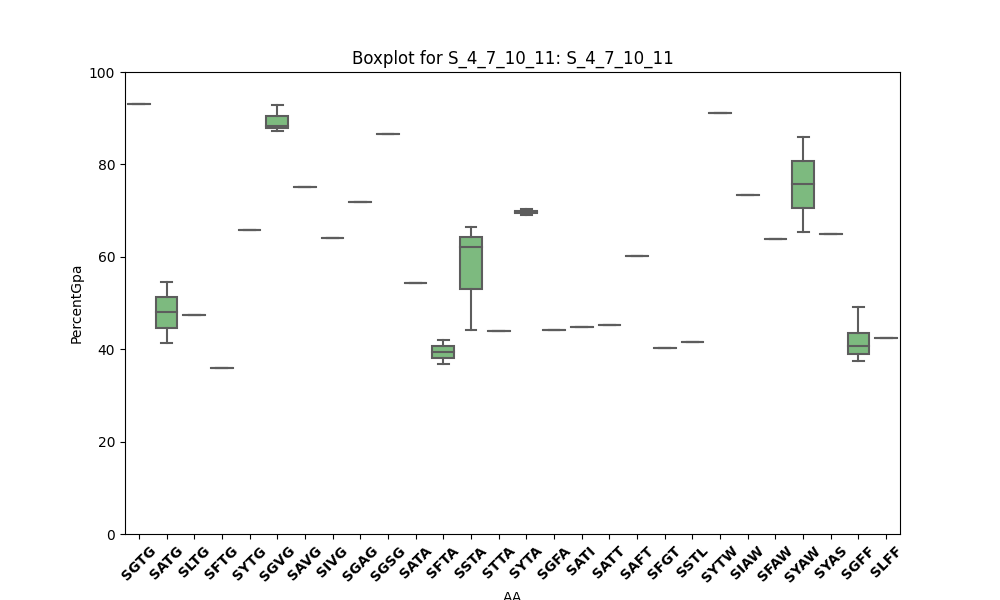 Boxplot for S_4_7_10_11: S_4_7_10_11
100
80
60
40
20
0
PercentGpa
SGTG SATG SLTG SFTG SYTG SGVG SAVG SIVG SGAG SGSG SATA SFTA SSTA STTA SYTA SGFA SATI SATT SAFT SFGT SSTL SYTW SIAW SFAW SYAW SYAS SGFF SLFF
AA